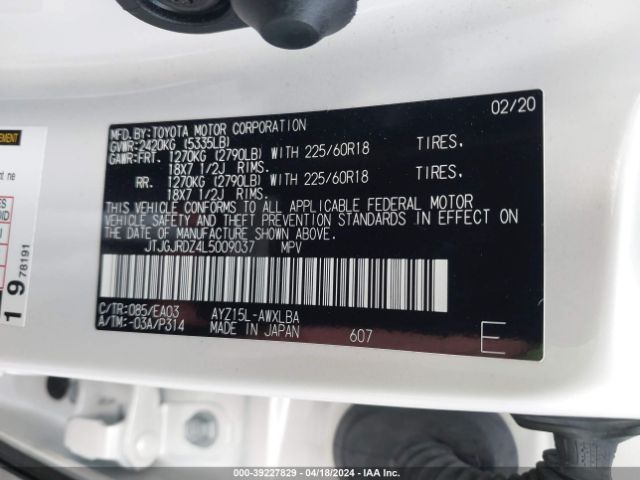 02/20
MFD.BY:TOYOTA MOTOR CORPORATION
GVWR:2420KG (5335LB)
GAWR:FRT. 1270KG (2790LB) WITH 225/60R18 TIRES.
18X7 1/2J RIMS.
RR. 1270KG (2790LB) WITH 225/60R18 TIRES.
18X7 1/2J RIMS.
THIS VEHICLE CONFORMS TO ALL APPLICABLE FEDERAL MOTOR
VEHICLE SAFETY AND THEFT PREVENTION STANDARDS IN EFFECT ON
THE DATE OF MANUFACTURE SHOWN ABOVE.
JTJGJRDZ4L5009037 MPV
C/TR:085/EA03 AYZ15L-AWXLBA
A/TM:-03A/P314 MADE IN JAPAN 607 E
19 78191
000-39227829 - 04/18/2024 - IAA Inc.